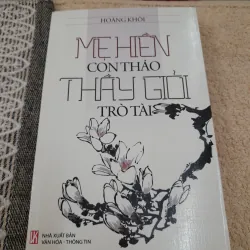 HOÀNG KHÔI
MẸ HIỀN
CON THẢO
THẦY GIỎI
TRÒ TÀI
NHÀ XUẤT BẢN
VĂN HÓA - THÔNG TIN